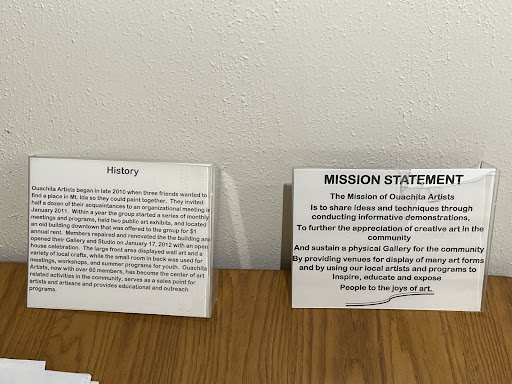 History
Ouachita Artists began in late 2010 when three friends wanted to
find a place in Mt. Ida so they could paint together. They invited
half a dozen of their acquaintances to an organizational meeting in
January 2011. Within a year the group started a series of monthly
meetings and programs, held two public art exhibits, and located
an old building downtown that was offered to the group for $1
annual rent. Members repaired and renovated the the building and
opened their Gallery and Studio on January 17, 2012 with an open
house celebration. The large front area displayed wall art and a
variety of local crafts, while the small room in back was used for
meetings, workshops, and summer programs for youth. Ouachita
Artists, now with over 60 members, has become the center of art
related activities in the community, serves as a sales point for
artists and artisans and provides educational and outreach
programs.
MISSION STATEMENT
The Mission of Ouachita Artists
Is to share ideas and techniques through
conducting informative demonstrations,
To further the appreciation of creative art in the
community
And sustain a physical Gallery for the community
By providing venues for display of many art forms
and by using our local artists and programs to
Inspire, educate and expose
People to the joys of art.